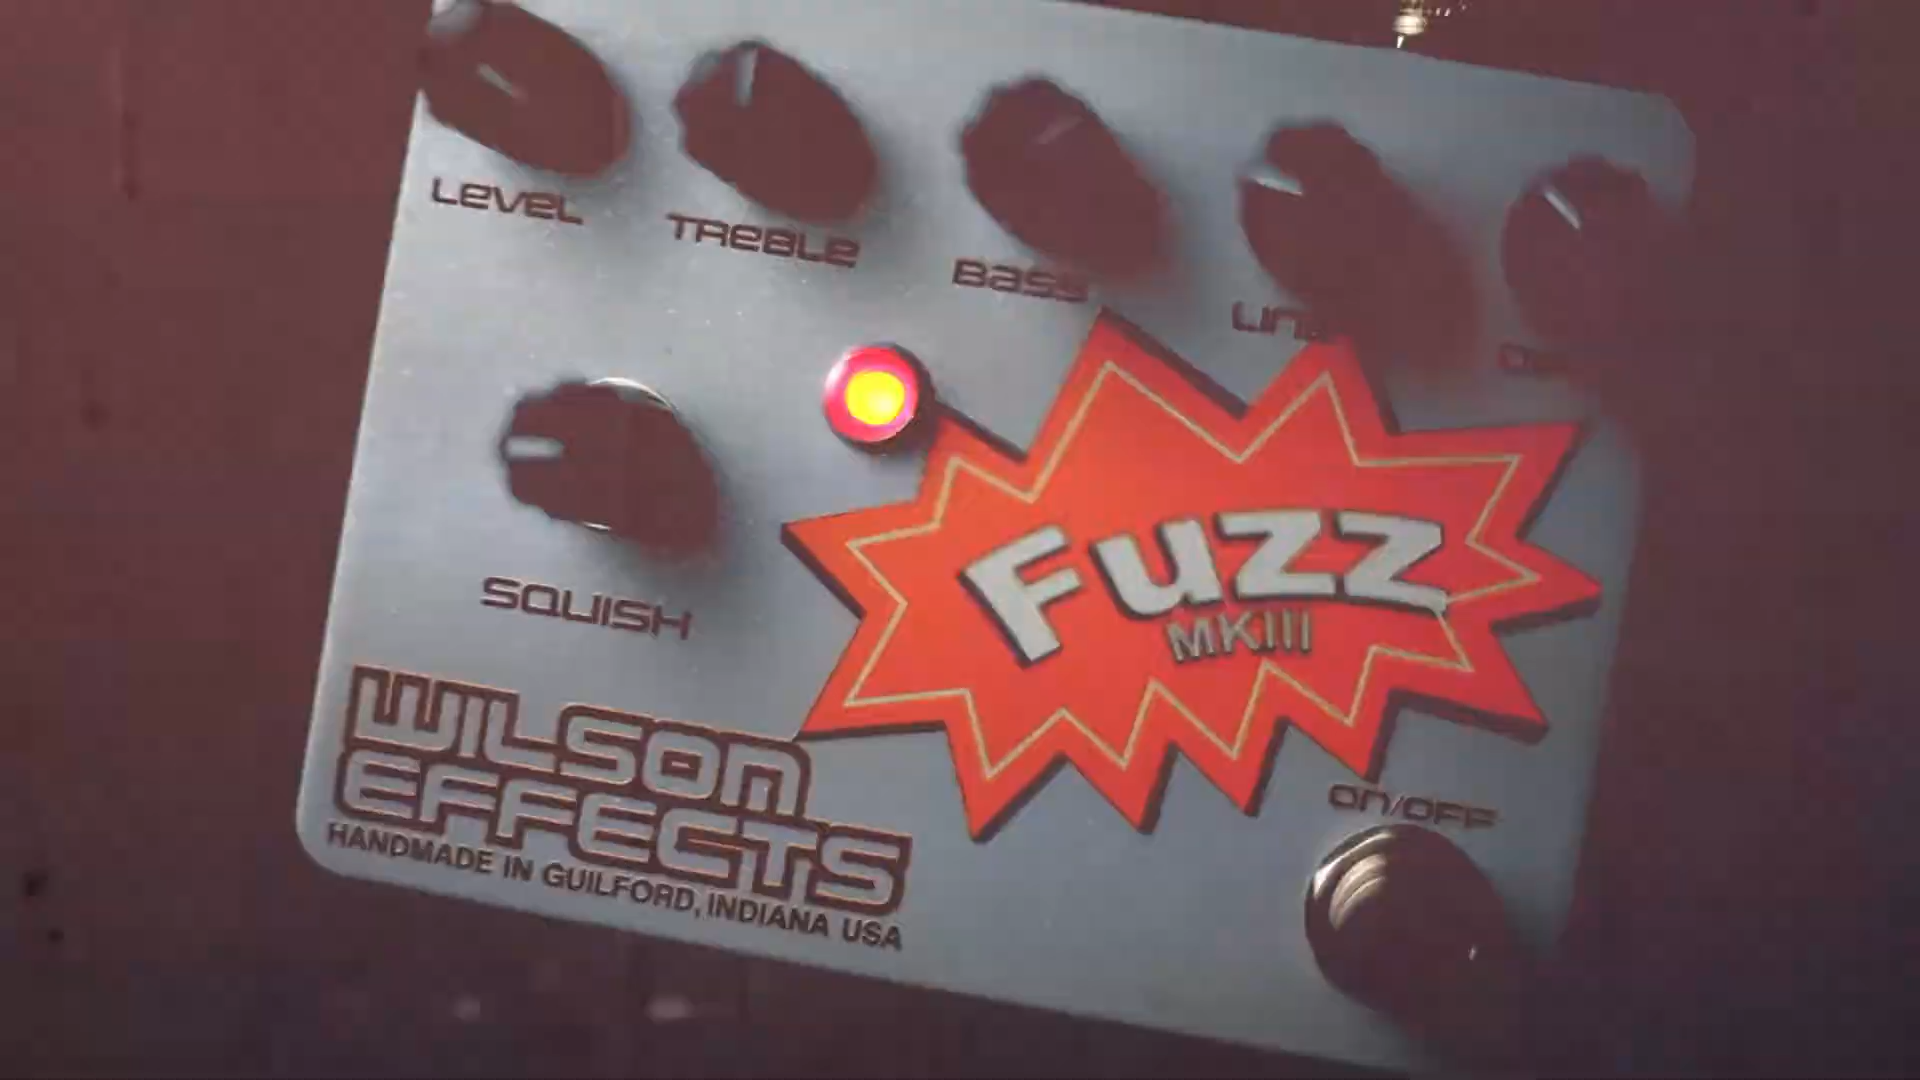 LEVEL
TREBLE
BASS
SQUISH
FUZZ
MKIII
WILSON
EFFECTS
HANDMADE IN GUILFORD, INDIANA USA
ON/OFF